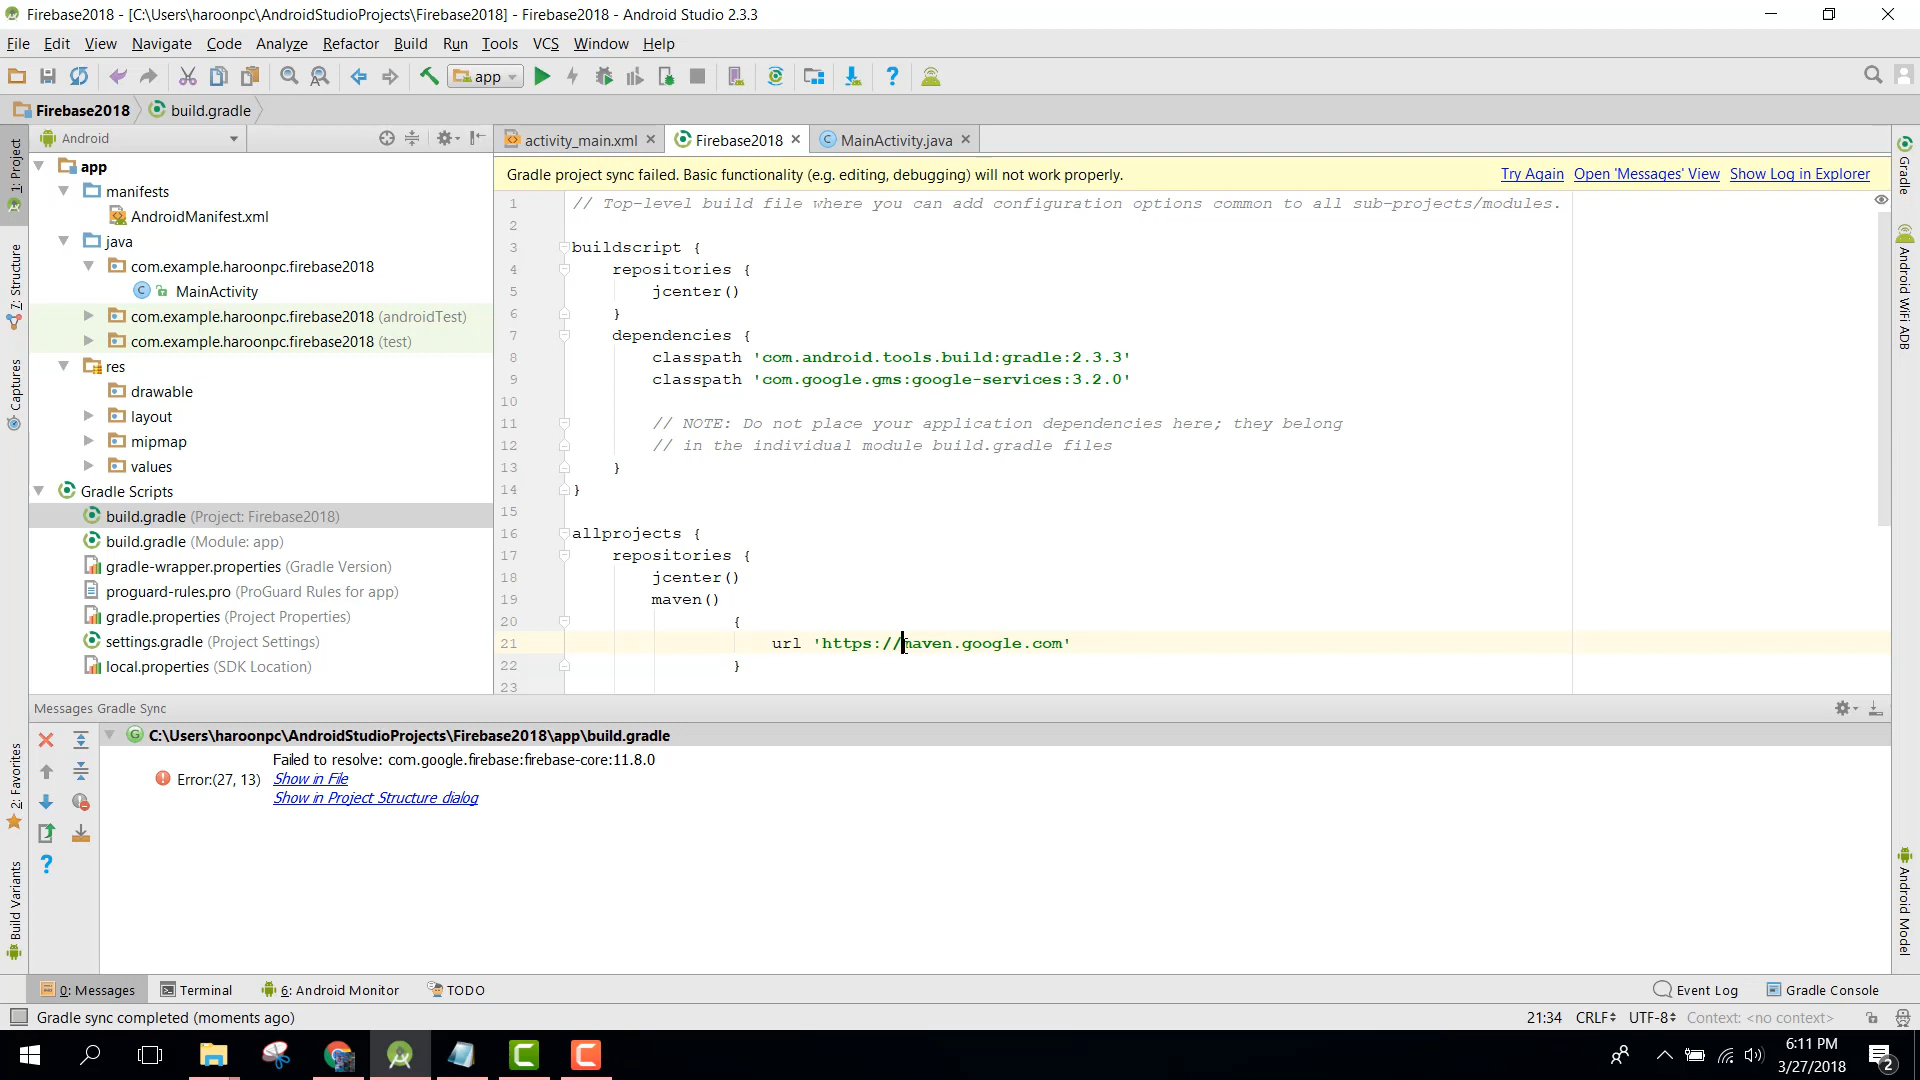 Firebase2018 - [C:\Users\haroonpc\AndroidStudioProjects\Firebase2018] - Firebase2018 - Android Studio 2.3.3
File Edit View Navigate Code Analyze Refactor Build Run Tools VCS Window Help
app
Firebase2018 build.gradle
Android
activity_main.xml Firebase2018 MainActivity.java
Gradle project sync failed. Basic functionality (e.g. editing, debugging) will not work properly. Try Again Open 'Messages' View Show Log in Explorer
1: Project
7: Structure
Captures
2: Favorites
Build Variants
app
manifests
AndroidManifest.xml
java
com.example.haroonpc.firebase2018
MainActivity
com.example.haroonpc.firebase2018 (androidTest)
com.example.haroonpc.firebase2018 (test)
res
drawable
layout
mipmap
values
Gradle Scripts
build.gradle (Project: Firebase2018)
build.gradle (Module: app)
gradle-wrapper.properties (Gradle Version)
proguard-rules.pro (ProGuard Rules for app)
gradle.properties (Project Properties)
settings.gradle (Project Settings)
local.properties (SDK Location)
1 // Top-level build file where you can add configuration options common to all sub-projects/modules.
2
3 buildscript {
4 repositories {
5 jcenter()
6 }
7 dependencies {
8 classpath 'com.android.tools.build:gradle:2.3.3'
9 classpath 'com.google.gms:google-services:3.2.0'
10
11 // NOTE: Do not place your application dependencies here; they belong
12 // in the individual module build.gradle files
13 }
14 }
15
16 allprojects {
17 repositories {
18 jcenter()
19 maven()
20 {
21 url 'https://maven.google.com'
22 }
23
Gradle
Android WiFi ADB
Android Model
Messages Gradle Sync
C:\Users\haroonpc\AndroidStudioProjects\Firebase2018\app\build.gradle
Failed to resolve: com.google.firebase:firebase-core:11.8.0
Error:(27, 13) Show in File
Show in Project Structure dialog
0: Messages Terminal 6: Android Monitor TODO Event Log Gradle Console
Gradle sync completed (moments ago) 21:34 CRLF UTF-8 Context: <no context>
6:11 PM
3/27/2018
2